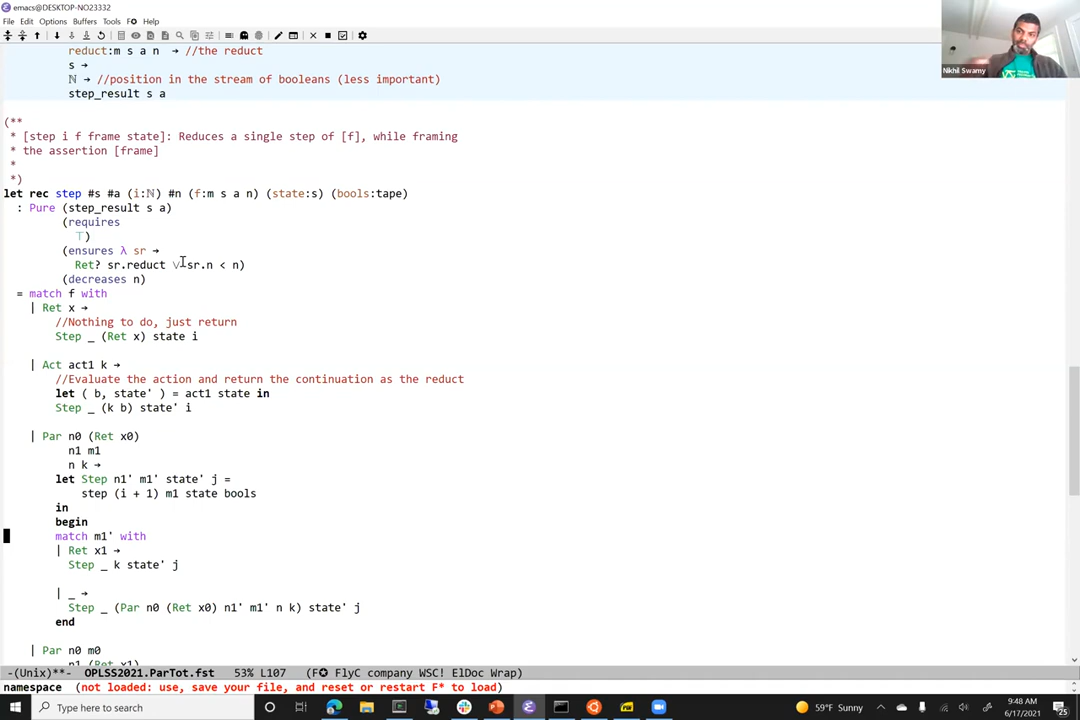 emacs@DESKTOP-NO23332
File Edit Options Buffers Tools F✪ Help
Nikhil Swamy
reduct:m s a n → //the reduct
s →
ℕ → //position in the stream of booleans (less important)
step_result s a
(**
* [step i f frame state]: Reduces a single step of [f], while framing
* the assertion [frame]
*
*)
let rec step #s #a (i:ℕ) #n (f:m s a n) (state:s) (bools:tape)
: Pure (step_result s a)
(requires
⊤)
(ensures λ sr →
Ret? sr.reduct ∨ sr.n < n)
(decreases n)
= match f with
| Ret x →
//Nothing to do, just return
Step _ (Ret x) state i
| Act act1 k →
//Evaluate the action and return the continuation as the reduct
let ( b, state' ) = act1 state in
Step _ (k b) state' i
| Par n0 (Ret x0)
n1 m1
n k →
let Step n1' m1' state' j =
step (i + 1) m1 state bools
in
begin
match m1' with
| Ret x1 →
Step _ k state' j
| _ →
Step _ (Par n0 (Ret x0) n1' m1' n k) state' j
end
| Par n0 m0
n1 (Ret x1)
-(Unix)**- OPLSS2021.ParTot.fst 53% L107 (F✪ FlyC company WSC! ElDoc Wrap)
namespace (not loaded: use, save your file, and reset or restart F* to load)
Type here to search
59°F Sunny
9:48 AM
6/17/2021
25